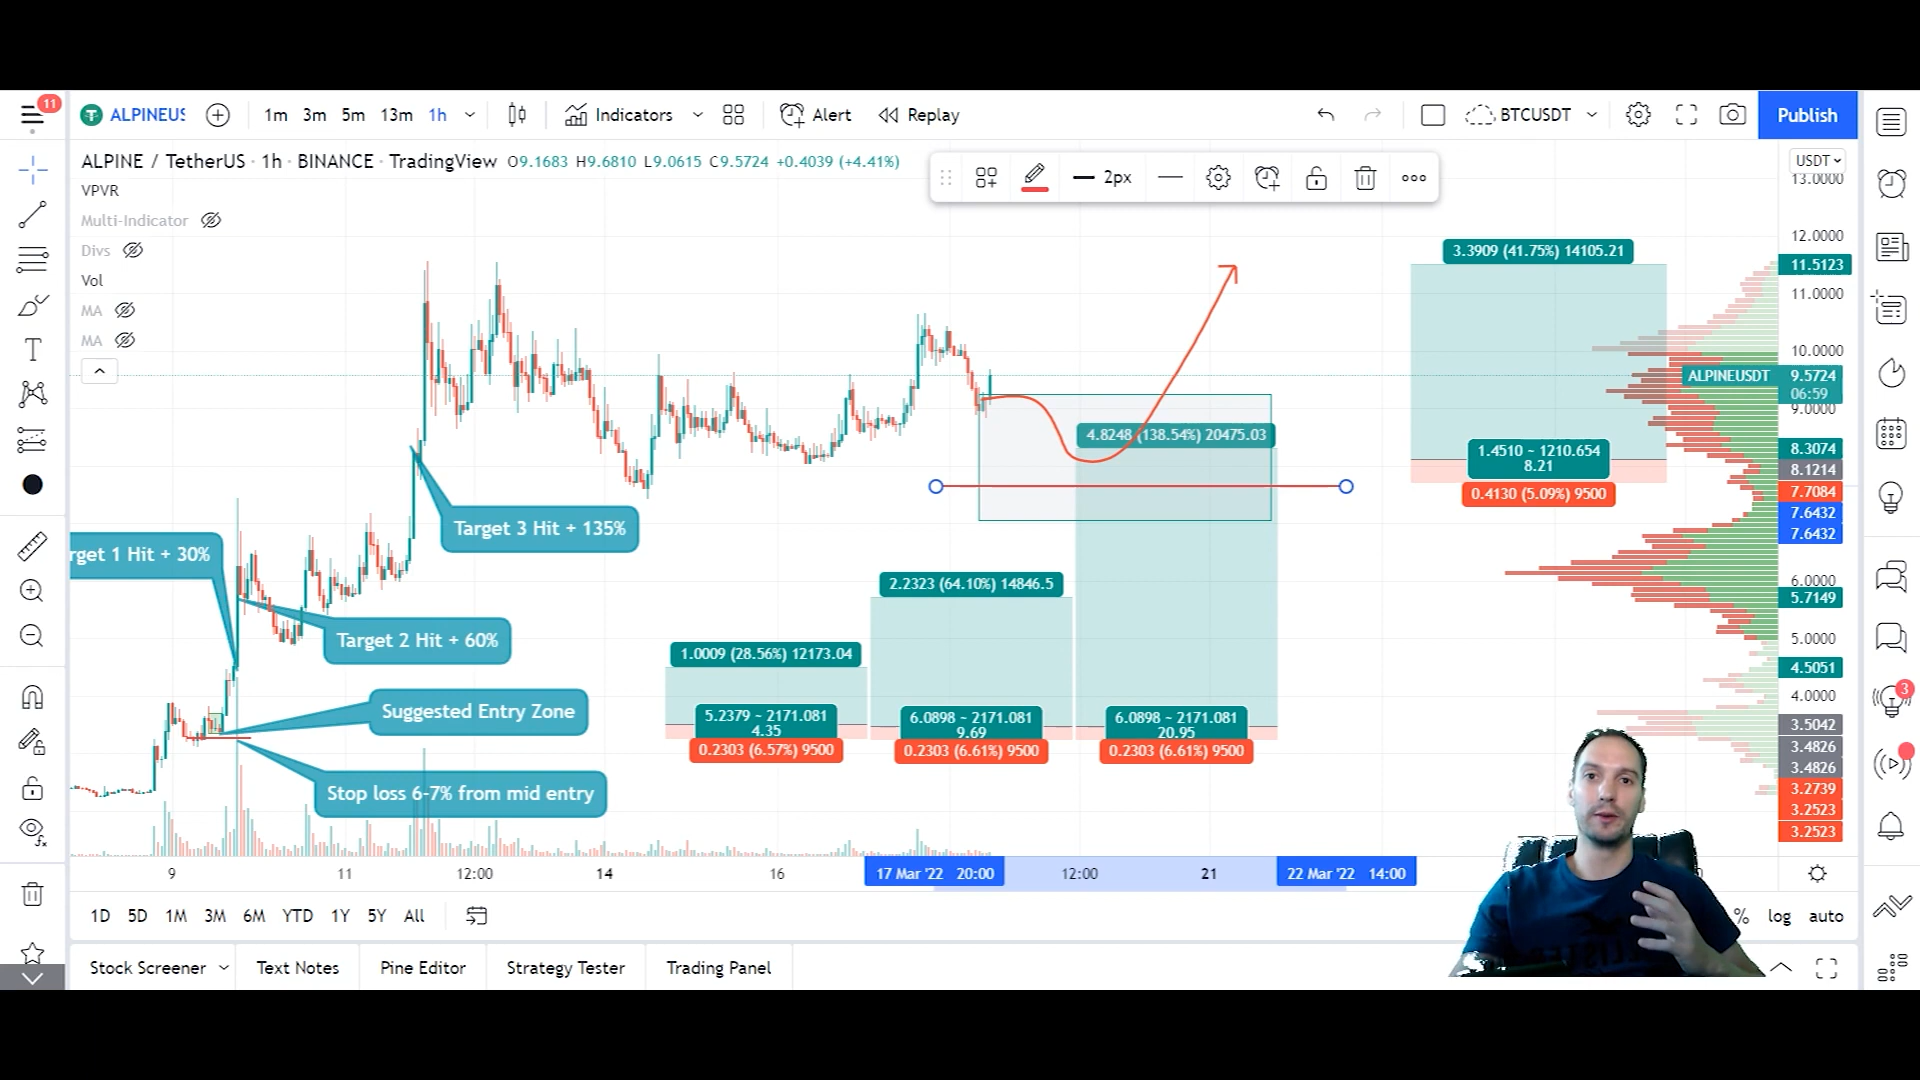 11
ALPINEUS
1m 3m 5m 13m 1h
Indicators
Alert
Replay
BTCUSDT
Publish
ALPINE / TetherUS · 1h · BINANCE · TradingView O9.1683 H9.6810 L9.0615 C9.5724 +0.4039 (+4.41%)
2px
USDT
VPVR
Multi-Indicator
Divs
Vol
MA
MA
13.0000
12.0000
11.5123
11.0000
10.0000
ALPINEUSDT 9.5724
06:59
9.0000
8.3074
8.1214
7.7084
7.6432
7.6432
6.0000
5.7149
5.0000
4.5051
4.0000
3.5042
3.4826
3.4826
3.2739
3.2523
3.2523
3
3.3909 (41.75%) 14105.21
1.4510 ~ 1210.654
8.21
0.4130 (5.09%) 9500
4.8248 (138.54%) 20475.03
Target 3 Hit + 135%
rget 1 Hit + 30%
2.2323 (64.10%) 14846.5
Target 2 Hit + 60%
1.0009 (28.56%) 12173.04
Suggested Entry Zone
5.2379 ~ 2171.081
4.35
0.2303 (6.57%) 9500
6.0898 ~ 2171.081
9.69
0.2303 (6.61%) 9500
6.0898 ~ 2171.081
20.95
0.2303 (6.61%) 9500
Stop loss 6-7% from mid entry
9 11 12:00 14 16 17 Mar '22 20:00 12:00 21 22 Mar '22 14:00
1D 5D 1M 3M 6M YTD 1Y 5Y All
% log auto
Stock Screener Text Notes Pine Editor Strategy Tester Trading Panel